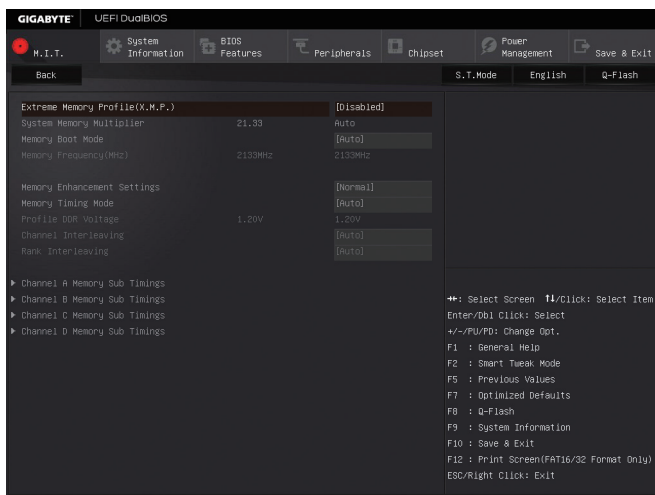 GIGABYTE™ UEFI DualBIOS
M.I.T.
System Information
BIOS Features
Peripherals
Chipset
Power Management
Save & Exit
Back S.T.Mode English Q-Flash
Extreme Memory Profile(X.M.P.) [Disabled]
System Memory Multiplier 21.33 Auto
Memory Boot Mode [Auto]
Memory Frequency(MHz) 2133MHz 2133MHz
Memory Enhancement Settings [Normal]
Memory Timing Mode [Auto]
Profile DDR Voltage 1.20V 1.20V
Channel Interleaving [Auto]
Rank Interleaving [Auto]
Channel A Memory Sub Timings
Channel B Memory Sub Timings
Channel C Memory Sub Timings
Channel D Memory Sub Timings
→←: Select Screen ↑↓/Click: Select Item
Enter/Dbl Click: Select
+/-/PU/PD: Change Opt.
F1 : General Help
F2 : Smart Tweak Mode
F5 : Previous Values
F7 : Optimized Defaults
F8 : Q-Flash
F9 : System Information
F10 : Save & Exit
F12 : Print Screen(FAT16/32 Format Only)
ESC/Right Click: Exit